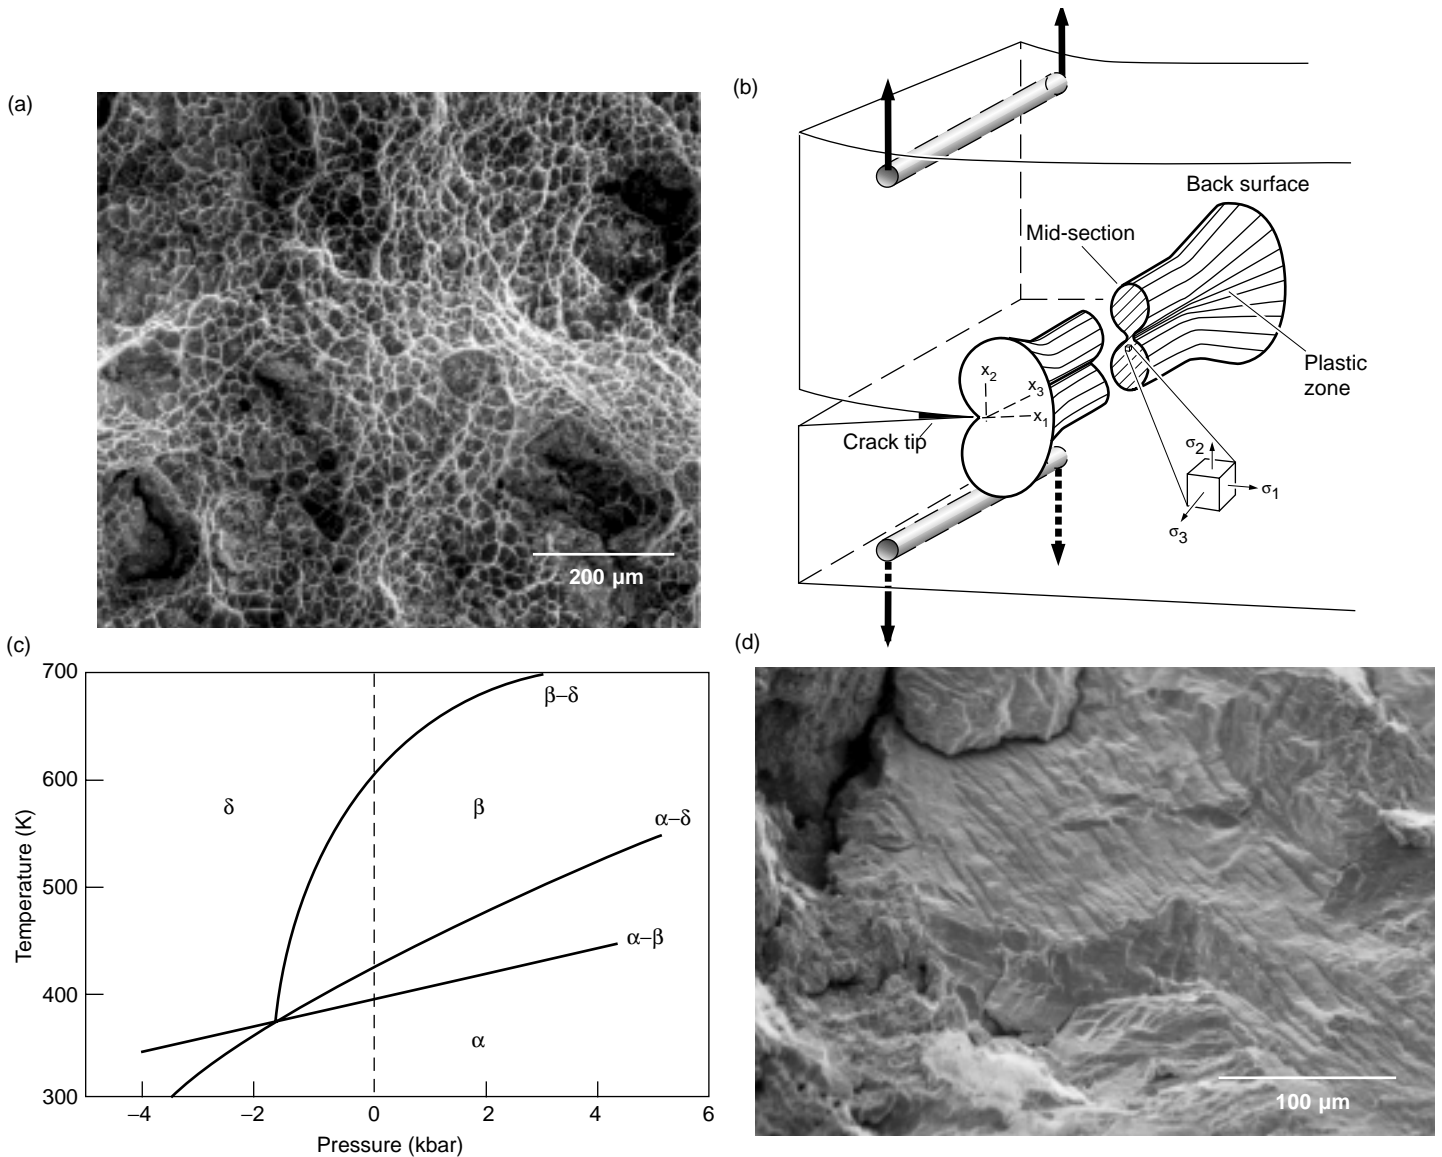 (a)
200 µm
(b)
Back surface
Mid-section
Plastic
zone
x₂
x₃
x₁
Crack tip
σ₂
σ₁
σ₃
(c)
700
600
500
400
300
Temperature (K)
β–δ
δ
β
α–δ
α–β
α
–4
–2
0
2
4
6
Pressure (kbar)
(d)
100 µm